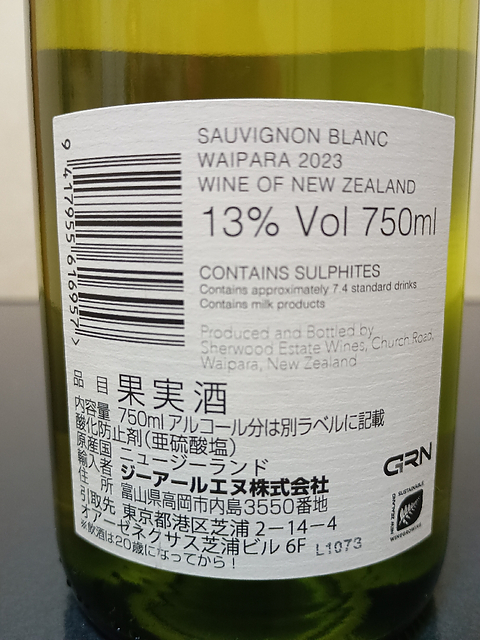 SAUVIGNON BLANC
WAIPARA 2023
WINE OF NEW ZEALAND
13% Vol 750ml
CONTAINS SULPHITES
Contains approximately 7.4 standard drinks
Contains milk products
Produced and Bottled by
Sherwood Estate Wines, Church Road,
Waipara, New Zealand
9 417955 616957 >
品目 果実酒
内容量 750ml アルコール分は別ラベルに記載
酸化防止剤(亜硫酸塩)
原産国 ニュージーランド
輸入者 ジーアールエヌ株式会社
住所 富山県高岡市内島3550番地
引取先 東京都港区芝浦 2-14-4
オアーゼネクサス芝浦ビル 6F
※飲酒は20歳になってから!
L1073
GRN
SUSTAINABLE
WINEGROWING